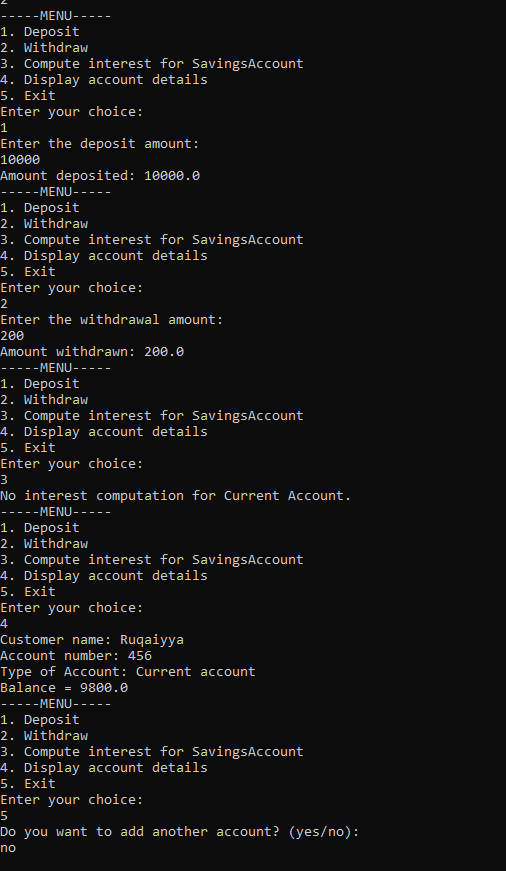 2
-----MENU-----
1. Deposit
2. Withdraw
3. Compute interest for SavingsAccount
4. Display account details
5. Exit
Enter your choice:
1
Enter the deposit amount:
10000
Amount deposited: 10000.0
-----MENU-----
1. Deposit
2. Withdraw
3. Compute interest for SavingsAccount
4. Display account details
5. Exit
Enter your choice:
2
Enter the withdrawal amount:
200
Amount withdrawn: 200.0
-----MENU-----
1. Deposit
2. Withdraw
3. Compute interest for SavingsAccount
4. Display account details
5. Exit
Enter your choice:
3
No interest computation for Current Account.
-----MENU-----
1. Deposit
2. Withdraw
3. Compute interest for SavingsAccount
4. Display account details
5. Exit
Enter your choice:
4
Customer name: Ruqaiyya
Account number: 456
Type of Account: Current account
Balance = 9800.0
-----MENU-----
1. Deposit
2. Withdraw
3. Compute interest for SavingsAccount
4. Display account details
5. Exit
Enter your choice:
5
Do you want to add another account? (yes/no):
no